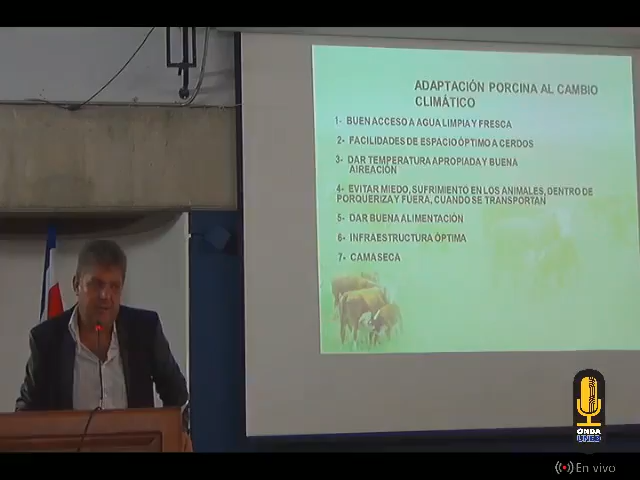 ADAPTACIÓN PORCINA AL CAMBIO
CLIMÁTICO
1- BUEN ACCESO A AGUA LIMPIA Y FRESCA
2- FACILIDADES DE ESPACIO ÓPTIMO A CERDOS
3- DAR TEMPERATURA APROPIADA Y BUENA
AIREACIÓN
4- EVITAR MIEDO, SUFRIMIENTO EN LOS ANIMALES, DENTRO DE
PORQUERIZA Y FUERA, CUANDO SE TRANSPORTAN
5- DAR BUENA ALIMENTACIÓN
6- INFRAESTRUCTURA ÓPTIMA
7- CAMA SECA
ONDA
UNED
En vivo